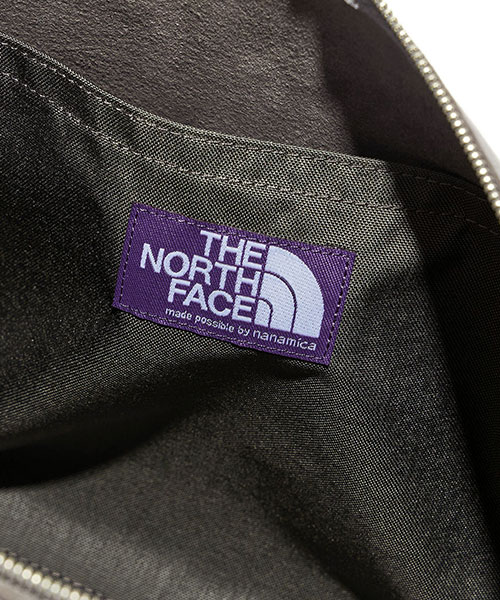 THE
NORTH
FACE
made possible by nanamica